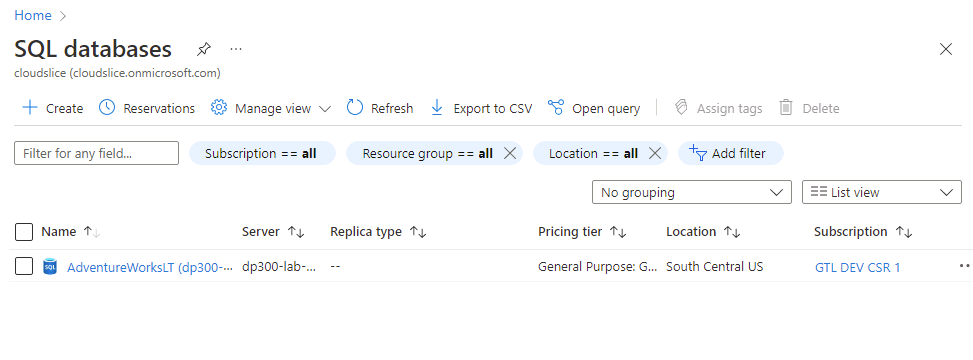 Home >
SQL databases ...
cloudslice (cloudslice.onmicrosoft.com)
Create Reservations Manage view Refresh Export to CSV Open query Assign tags Delete
Filter for any field... Subscription == all Resource group == all Location == all Add filter
No grouping List view
Name Server Replica type Pricing tier Location Subscription
SQL AdventureWorksLT (dp300-... dp300-lab-... -- General Purpose: G... South Central US GTL DEV CSR 1